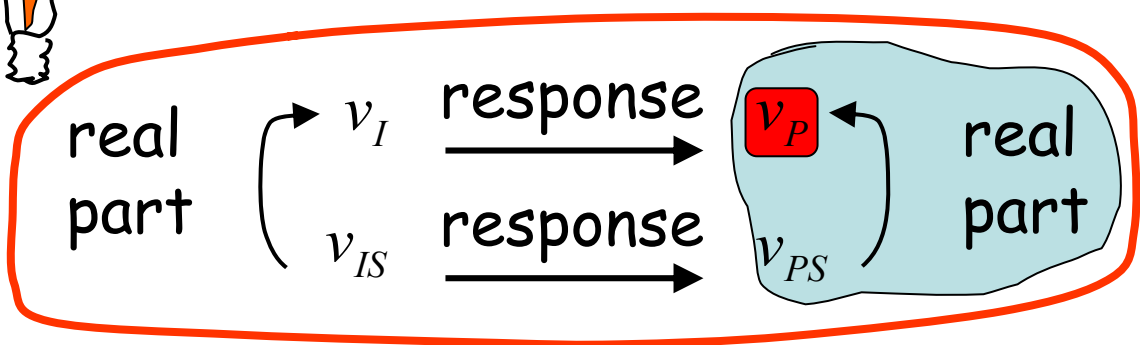 real part
v_I response v_P
real part
v_IS response v_PS